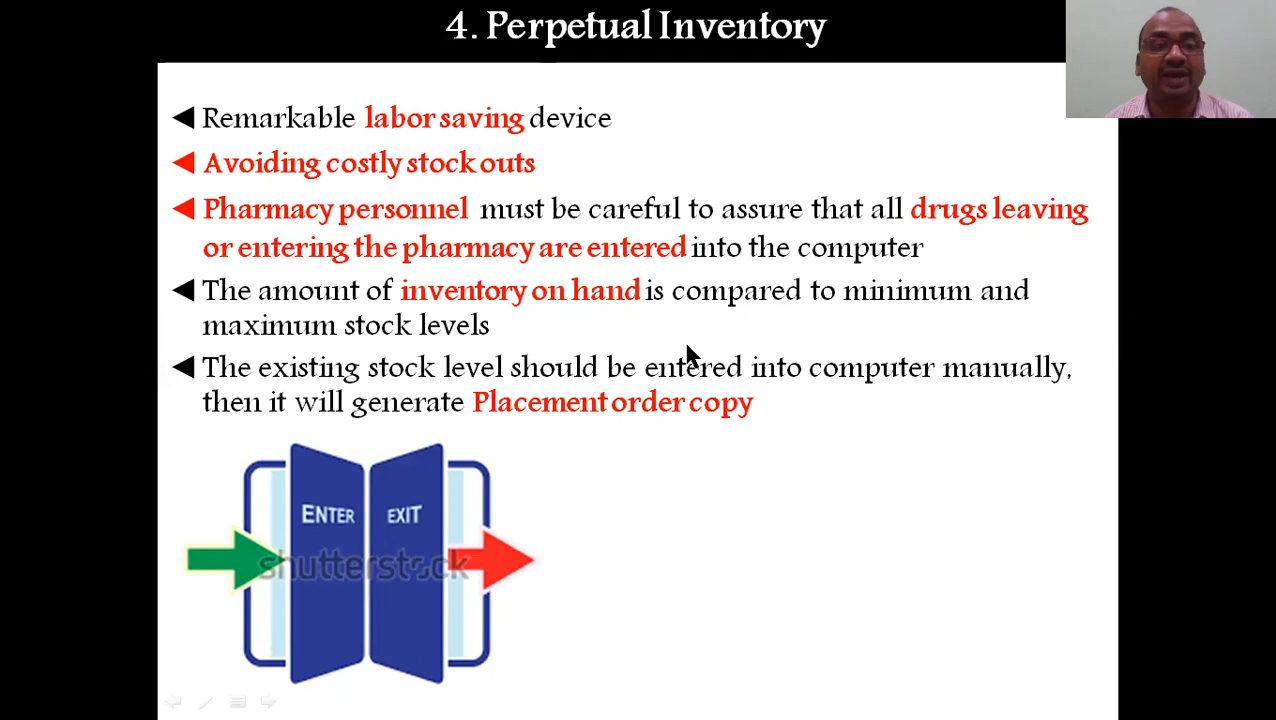 4. Perpetual Inventory
Remarkable labor saving device
Avoiding costly stock outs
Pharmacy personnel must be careful to assure that all drugs leaving
or entering the pharmacy are entered into the computer
The amount of inventory on hand is compared to minimum and
maximum stock levels
The existing stock level should be entered into computer manually,
then it will generate Placement order copy
ENTER EXIT
shutterstock